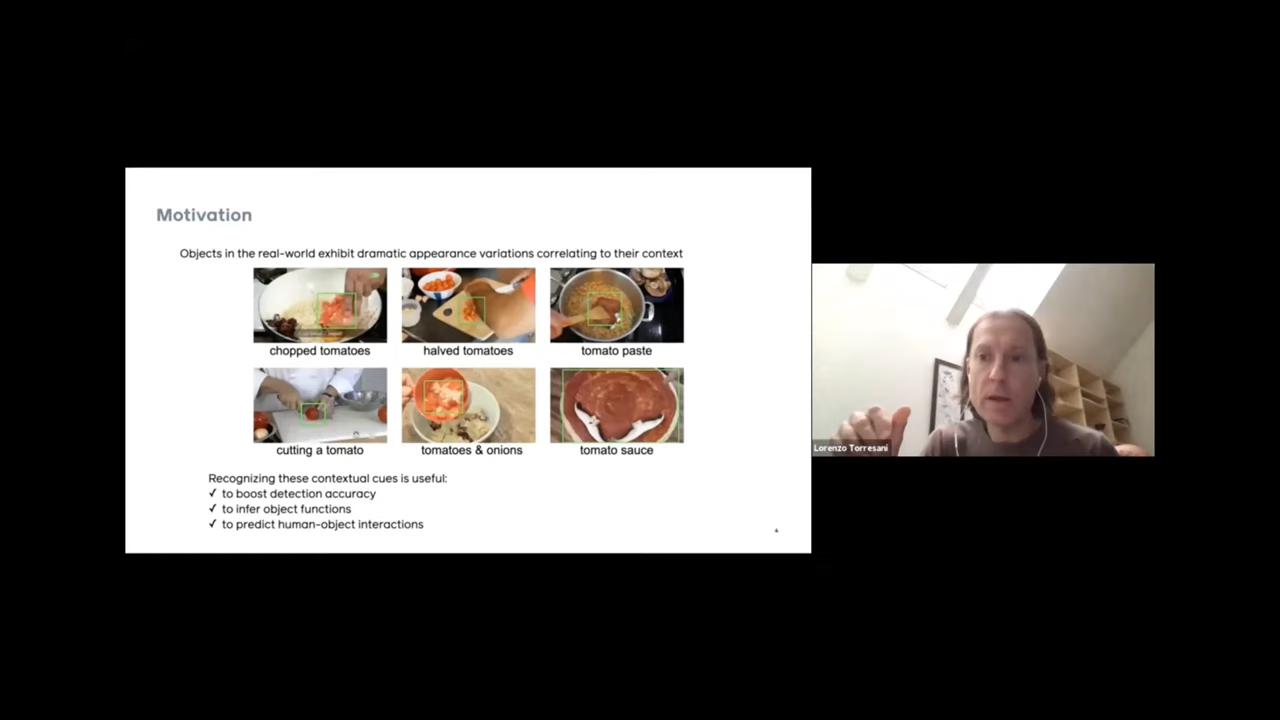 Motivation
Objects in the real-world exhibit dramatic appearance variations correlating to their context
chopped tomatoes
halved tomatoes
tomato paste
cutting a tomato
tomatoes & onions
tomato sauce
Recognizing these contextual cues is useful:
✓ to boost detection accuracy
✓ to infer object functions
✓ to predict human-object interactions
4
Lorenzo Torresani